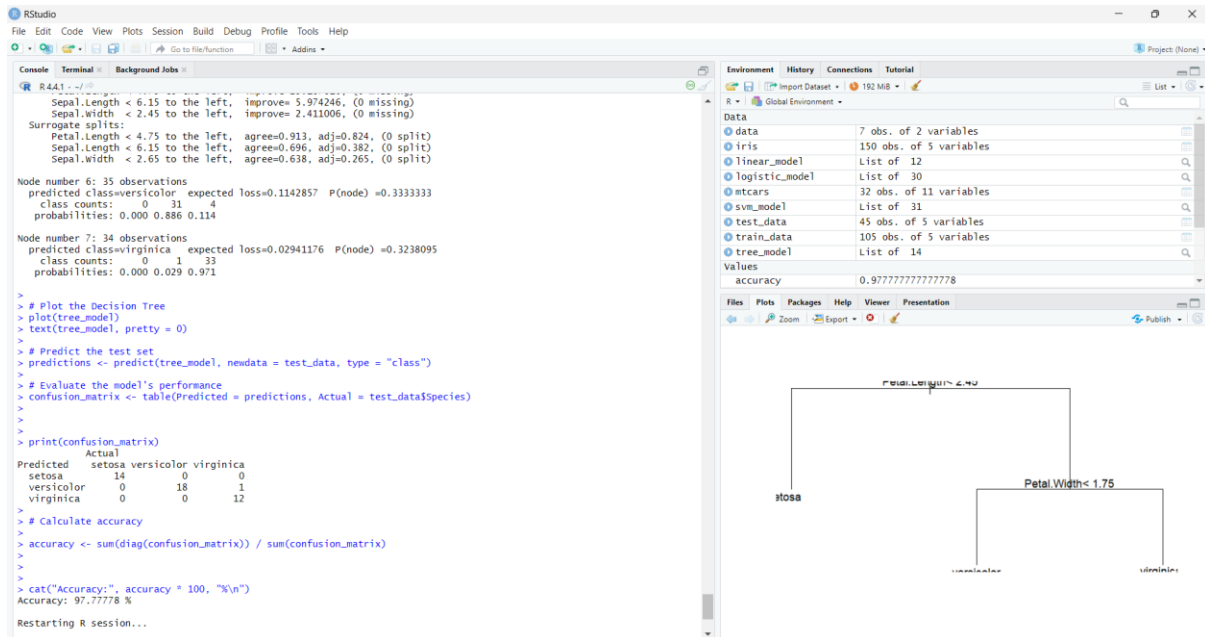 RStudio
File Edit Code View Plots Session Build Debug Profile Tools Help
Go to file/function Addins Project: (None)
Console Terminal Background Jobs
R 4.4.1 · ~/
Sepal.Length < 6.15 to the left, improve= 5.974246, (0 missing)
Sepal.Width < 2.45 to the left, improve= 2.411006, (0 missing)
Surrogate splits:
Petal.Length < 4.75 to the left, agree=0.913, adj=0.824, (0 split)
Sepal.Length < 6.15 to the left, agree=0.696, adj=0.382, (0 split)
Sepal.Width < 2.65 to the left, agree=0.638, adj=0.265, (0 split)
Node number 6: 35 observations
predicted class=versicolor expected loss=0.1142857 P(node) =0.3333333
class counts: 0 31 4
probabilities: 0.000 0.886 0.114
Node number 7: 34 observations
predicted class=virginica expected loss=0.02941176 P(node) =0.3238095
class counts: 0 1 33
probabilities: 0.000 0.029 0.971
>
> # Plot the Decision Tree
> plot(tree_model)
> text(tree_model, pretty = 0)
>
> # Predict the test set
> predictions <- predict(tree_model, newdata = test_data, type = "class")
>
> # Evaluate the model's performance
> confusion_matrix <- table(Predicted = predictions, Actual = test_data$Species)
>
>
>
> print(confusion_matrix)
Actual
Predicted setosa versicolor virginica
setosa 14 0 0
versicolor 0 18 1
virginica 0 0 12
>
> # Calculate accuracy
>
> accuracy <- sum(diag(confusion_matrix)) / sum(confusion_matrix)
>
>
>
> cat("Accuracy:", accuracy * 100, "%\n")
Accuracy: 97.77778 %
Restarting R session...
Environment History Connections Tutorial
Import Dataset 192 MiB List
R Global Environment
Data
data 7 obs. of 2 variables
iris 150 obs. of 5 variables
linear_model List of 12
logistic_model List of 30
mtcars 32 obs. of 11 variables
svm_model List of 31
test_data 45 obs. of 5 variables
train_data 105 obs. of 5 variables
tree_model List of 14
Values
accuracy 0.977777777777778
Files Plots Packages Help Viewer Presentation
Zoom Export Publish
Petal.Length< 2.45
Petal.Width< 1.75
etosa
versicolor virginic